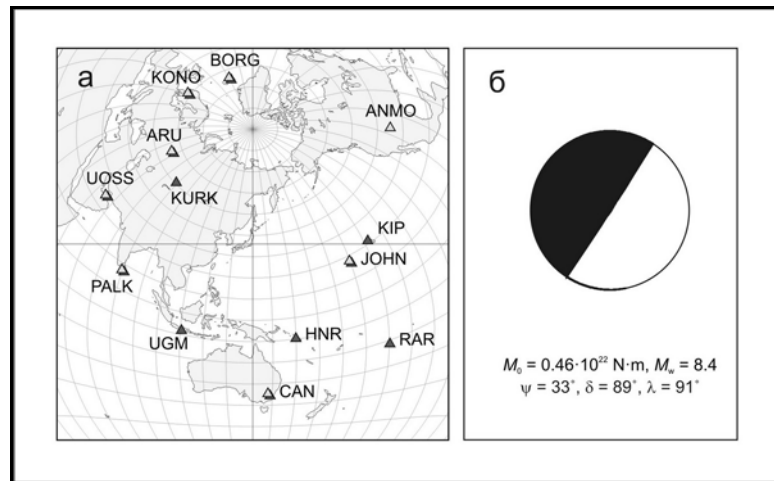 а
BORG
KONO
ANMO
ARU
UOSS
KURK
KIP
JOHN
PALK
UGM
HNR
RAR
CAN
б
M₀ = 0.46·10²² N·m, Mw = 8.4
ψ = 33°, δ = 89°, λ = 91°